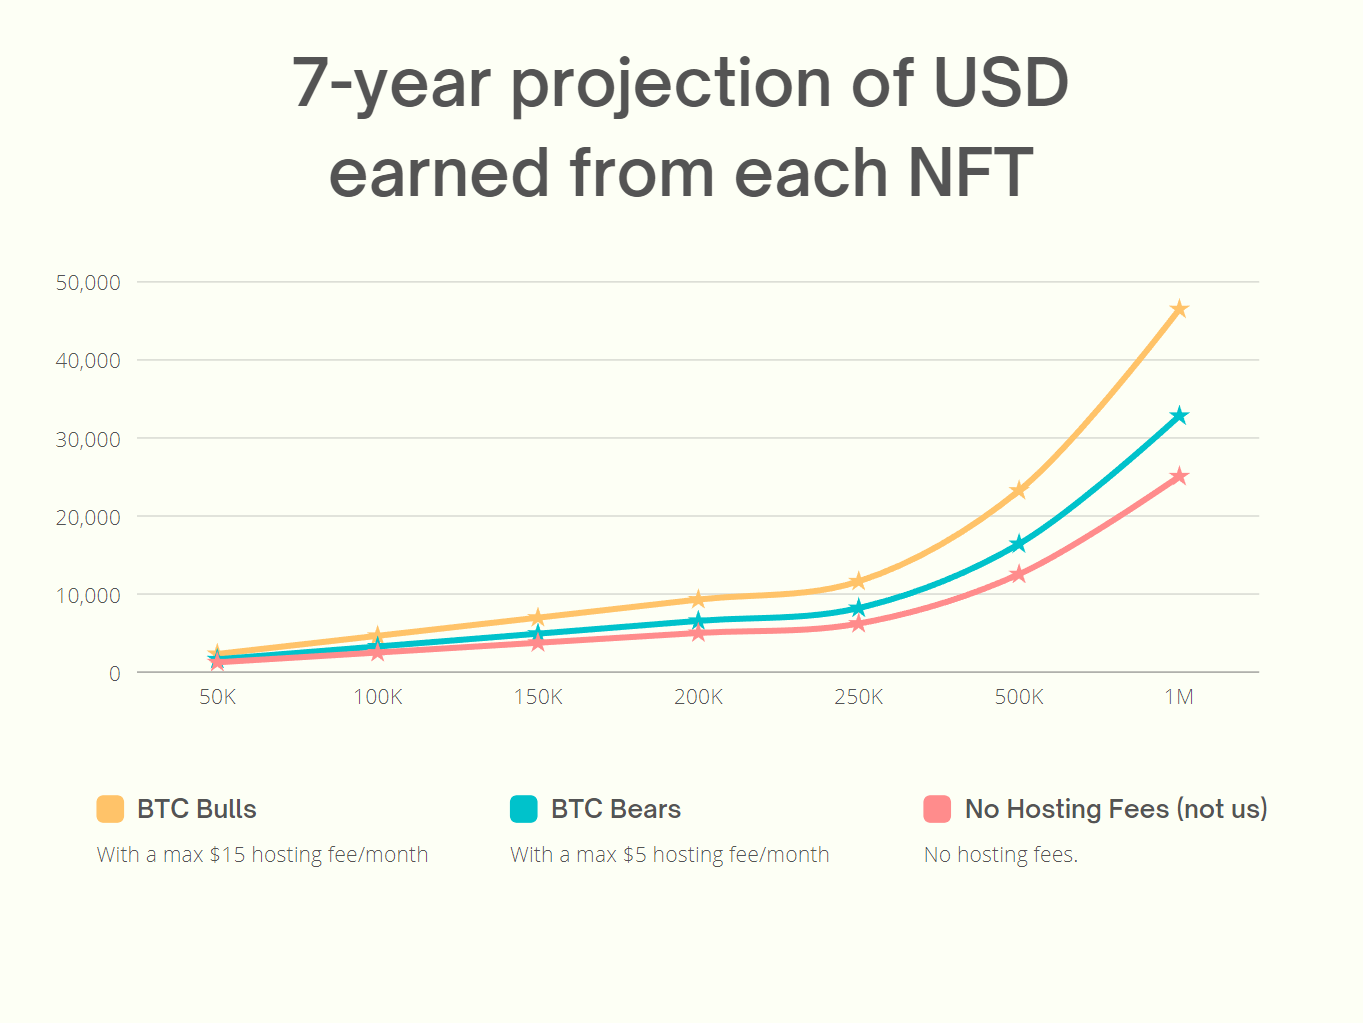 7-year projection of USD
earned from each NFT
50,000
40,000
30,000
20,000
10,000
0
50K 100K 150K 200K 250K 500K 1M
BTC Bulls BTC Bears No Hosting Fees (not us)
With a max $15 hosting fee/month With a max $5 hosting fee/month No hosting fees.